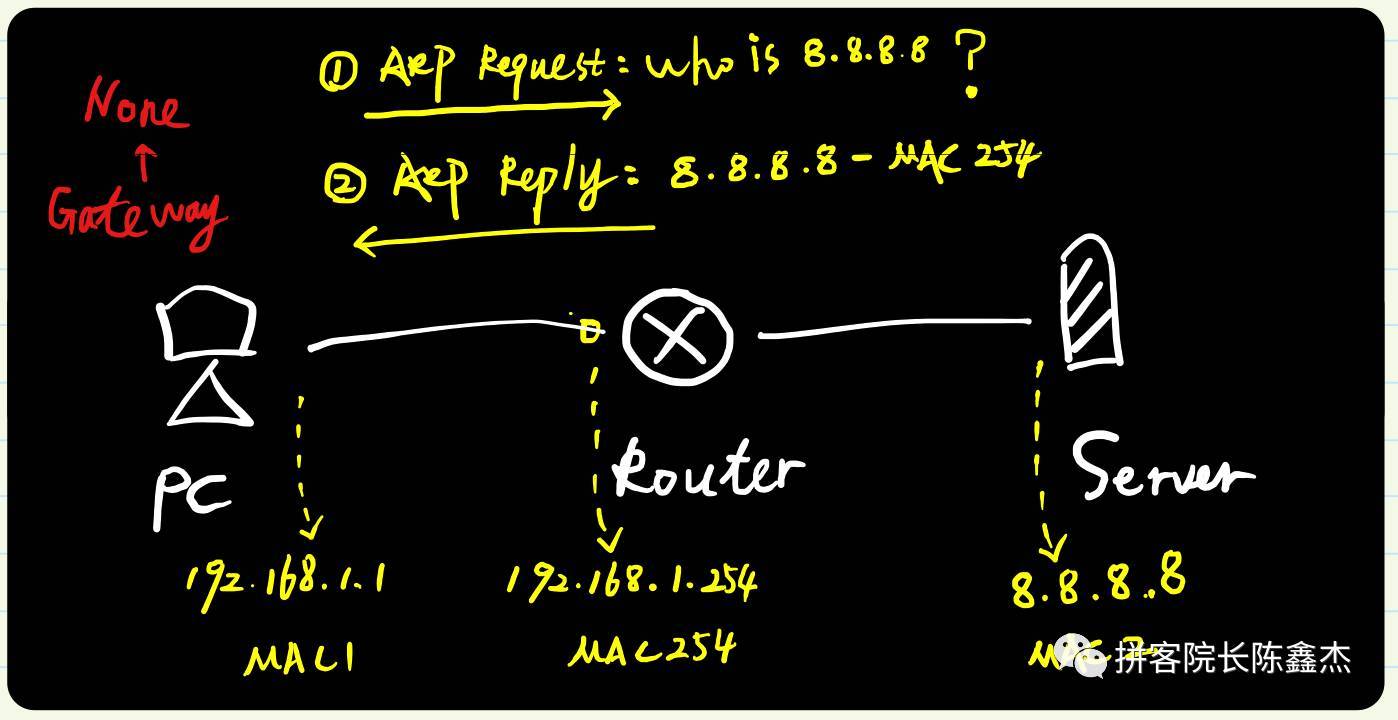 ① ARP Request: who is 8.8.8.8 ?
None
↑
Gateway
② ARP Reply: 8.8.8.8 - MAC 254
PC
Router
Server
192.168.1.1
192.168.1.254
8.8.8.8
MAC1
MAC254
拼客院长陈鑫杰